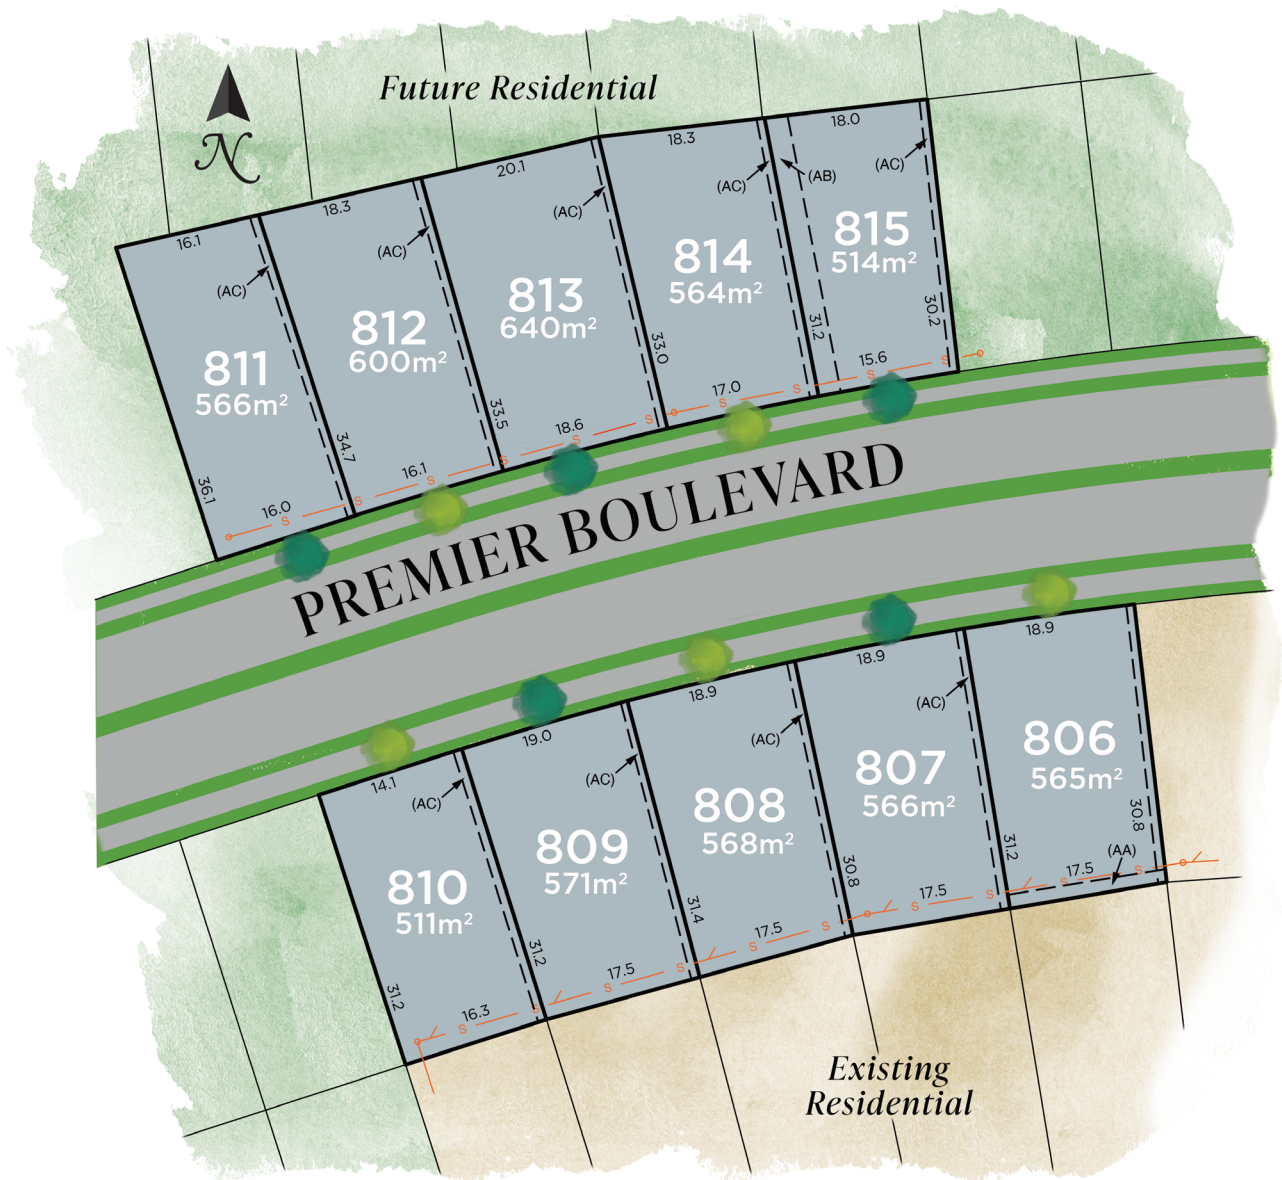 Future Residential
N
16.1
(AC)
811
566m²
36.1
16.0
S
18.3
(AC)
812
600m²
34.7
S
16.1
S
20.1
(AC)
813
640m²
33.5
S
18.6
S
S
18.3
(AC)
814
564m²
33.0
17.0
S
S
18.0
(AB)
(AC)
815
514m²
31.2
30.2
15.6
S
S
PREMIER BOULEVARD
14.1
(AC)
810
511m²
31.2
16.3
S
S
19.0
(AC)
809
571m²
31.2
17.5
S
S
18.9
(AC)
808
568m²
31.4
17.5
S
S
18.9
(AC)
807
566m²
30.8
17.5
S
S
18.9
806
565m²
31.2
30.8
(AA)
17.5
S
S
Existing
Residential